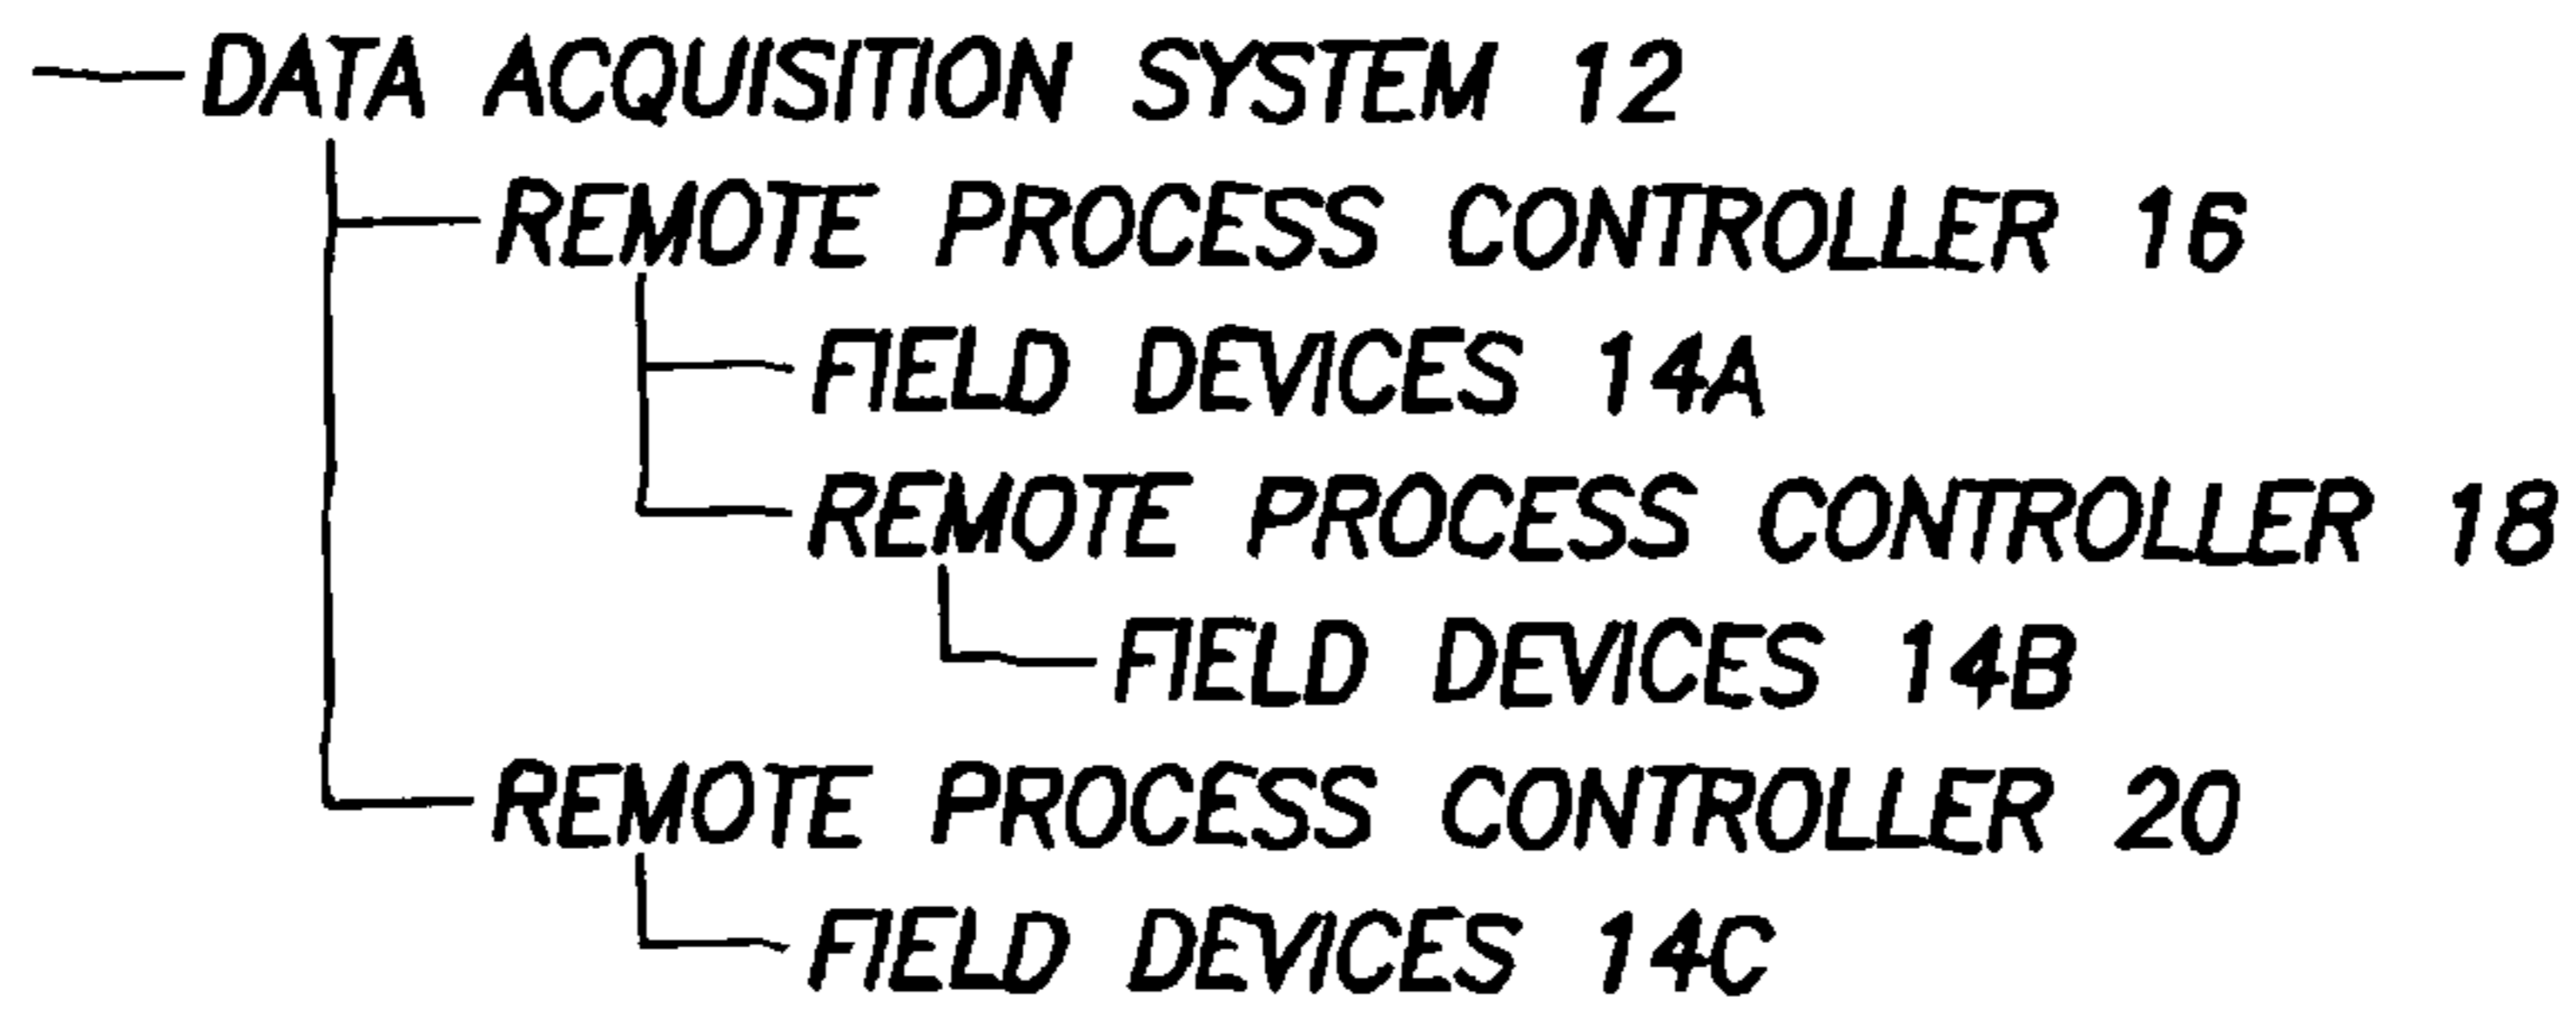 DATA ACQUISITION SYSTEM 12
REMOTE PROCESS CONTROLLER 16
FIELD DEVICES 14A
REMOTE PROCESS CONTROLLER 18
FIELD DEVICES 14B
REMOTE PROCESS CONTROLLER 20
FIELD DEVICES 14C